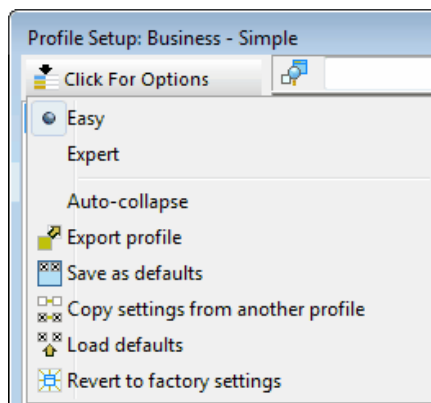 Profile Setup: Business - Simple
Click For Options
Easy
Expert
Auto-collapse
Export profile
Save as defaults
Copy settings from another profile
Load defaults
Revert to factory settings